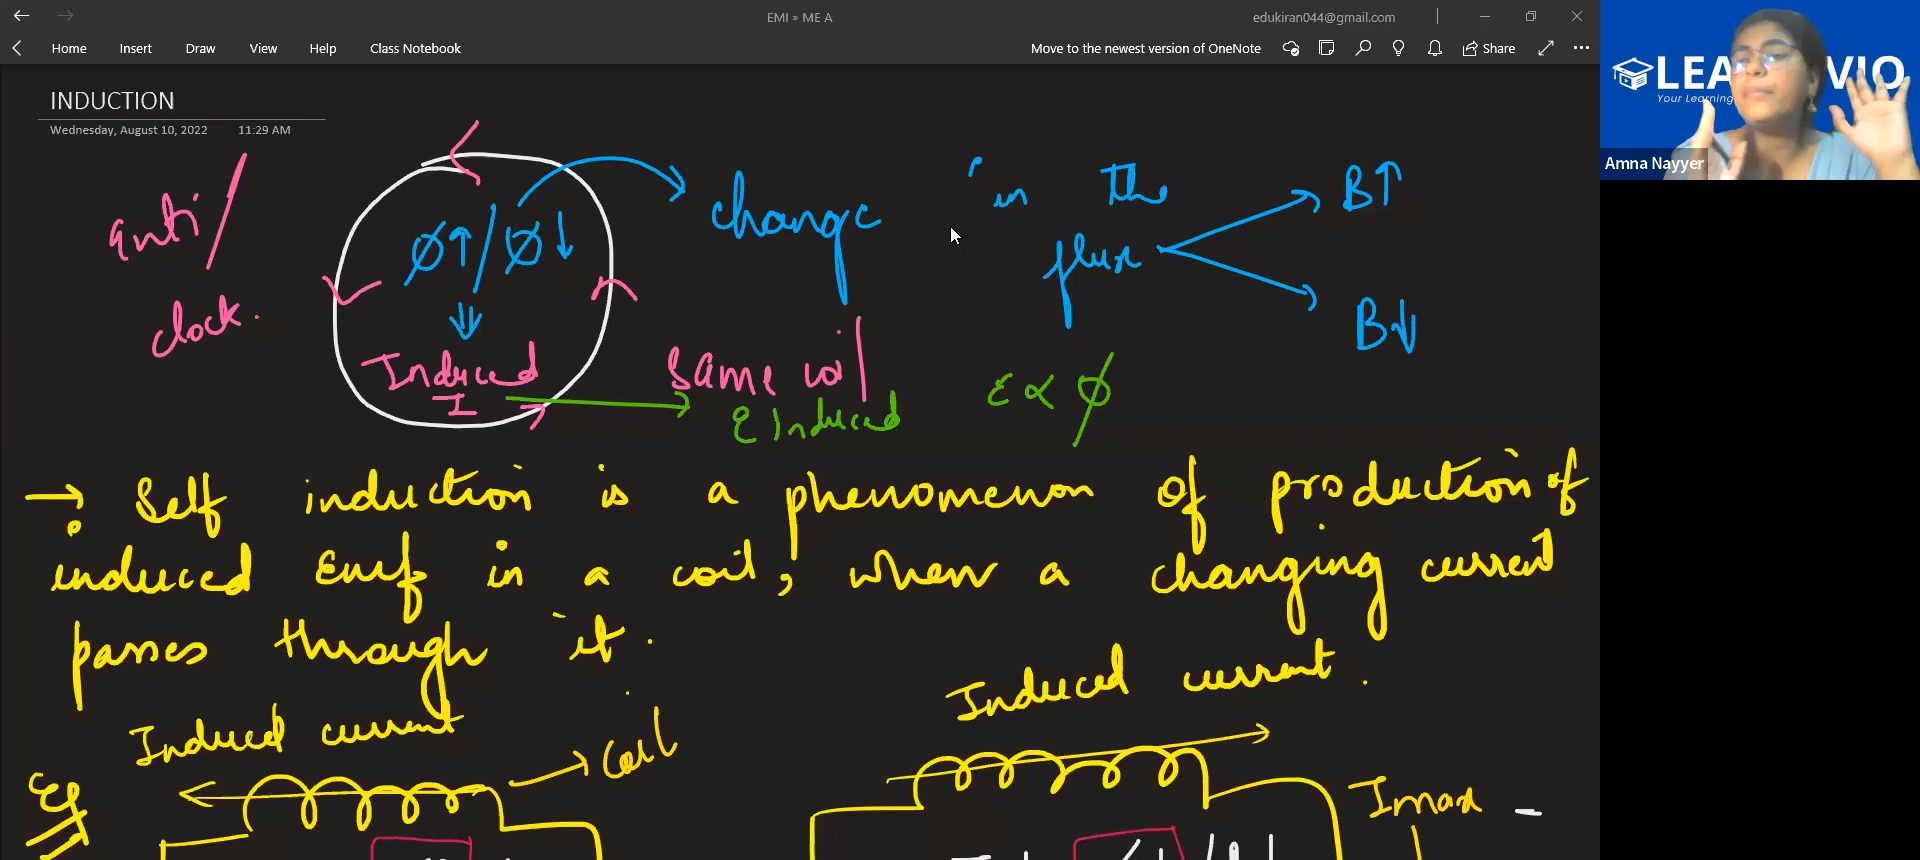 EMI » ME A
edukiran044@gmail.com
Home Insert Draw View Help Class Notebook
Move to the newest version of OneNote
Share
INDUCTION
Wednesday, August 10, 2022 11:29 AM
anti/
clock.
Ø↑/Ø↓
Induced
I
change in the
flux
B↑
B↓
same coil
ε Induced
ε ∝ Ø
→ Self induction is a phenomenon of production of
induced Emf in a coil, when a changing current
passes through it.
Induced current
Coil
Induced current.
Eg
Imax -
LEA VIO
Your Learning
Amna Nayyer